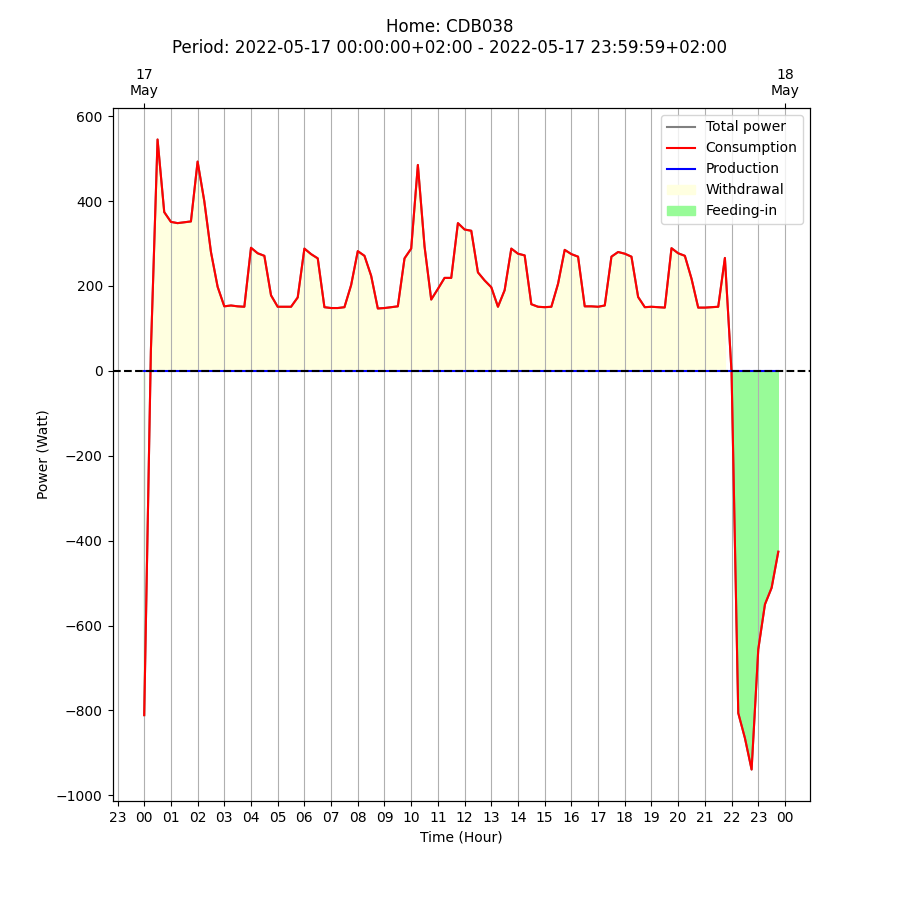 Home: CDB038
Period: 2022-05-17 00:00:00+02:00 - 2022-05-17 23:59:59+02:00
17
May
18
May
Total power
Consumption
Production
Withdrawal
Feeding-in
600
400
200
0
−200
−400
−600
−800
−1000
Power (Watt)
23 00 01 02 03 04 05 06 07 08 09 10 11 12 13 14 15 16 17 18 19 20 21 22 23 00
Time (Hour)